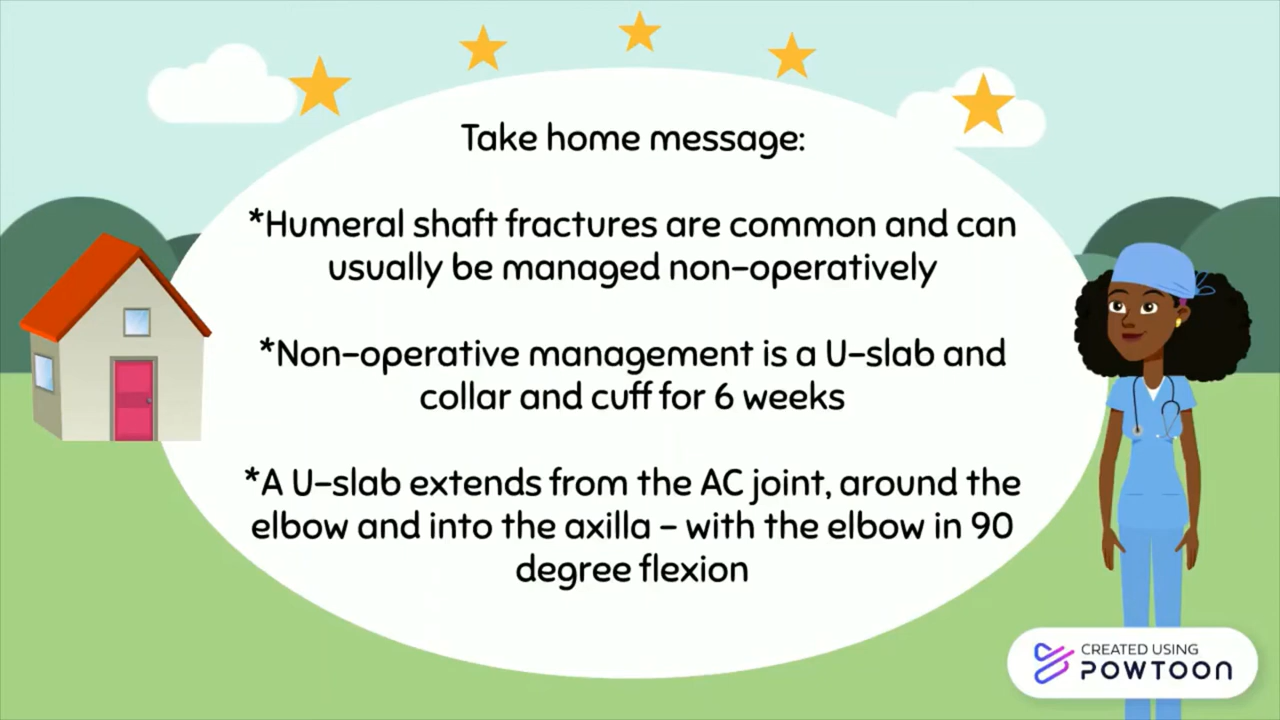 Take home message:
*Humeral shaft fractures are common and can
usually be managed non-operatively
*Non-operative management is a U-slab and
collar and cuff for 6 weeks
*A U-slab extends from the AC joint, around the
elbow and into the axilla - with the elbow in 90
degree flexion
CREATED USING
POWTOON